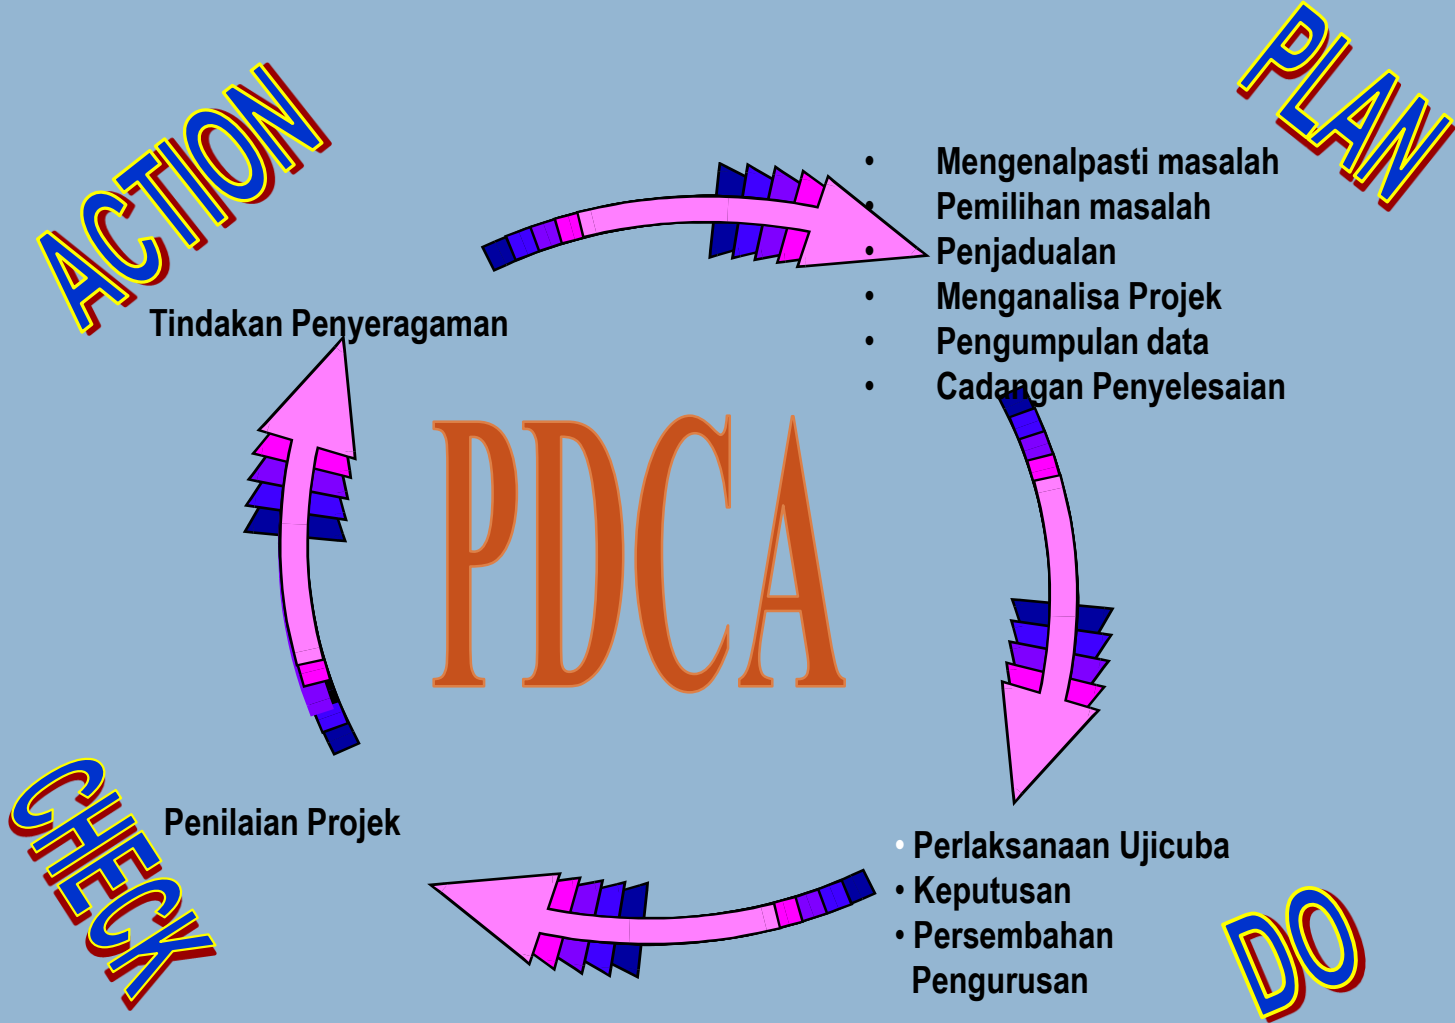 PLAN
• Mengenalpasti masalah
• Pemilihan masalah
• Penjadualan
• Menganalisa Projek
• Pengumpulan data
• Cadangan Penyelesaian
ACTION
Tindakan Penyeragaman
PDCA
CHECK
Penilaian Projek
• Perlaksanaan Ujicuba
• Keputusan
• Persembahan
Pengurusan
DO